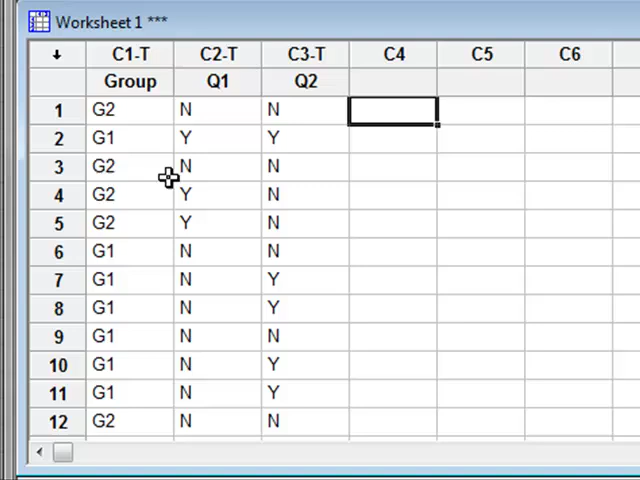 Worksheet 1 ***
C1-T C2-T C3-T C4 C5 C6
Group Q1 Q2
1 G2 N N
2 G1 Y Y
3 G2 N N
4 G2 Y N
5 G2 Y N
6 G1 N N
7 G1 N Y
8 G1 N Y
9 G1 N N
10 G1 N Y
11 G1 N Y
12 G2 N N